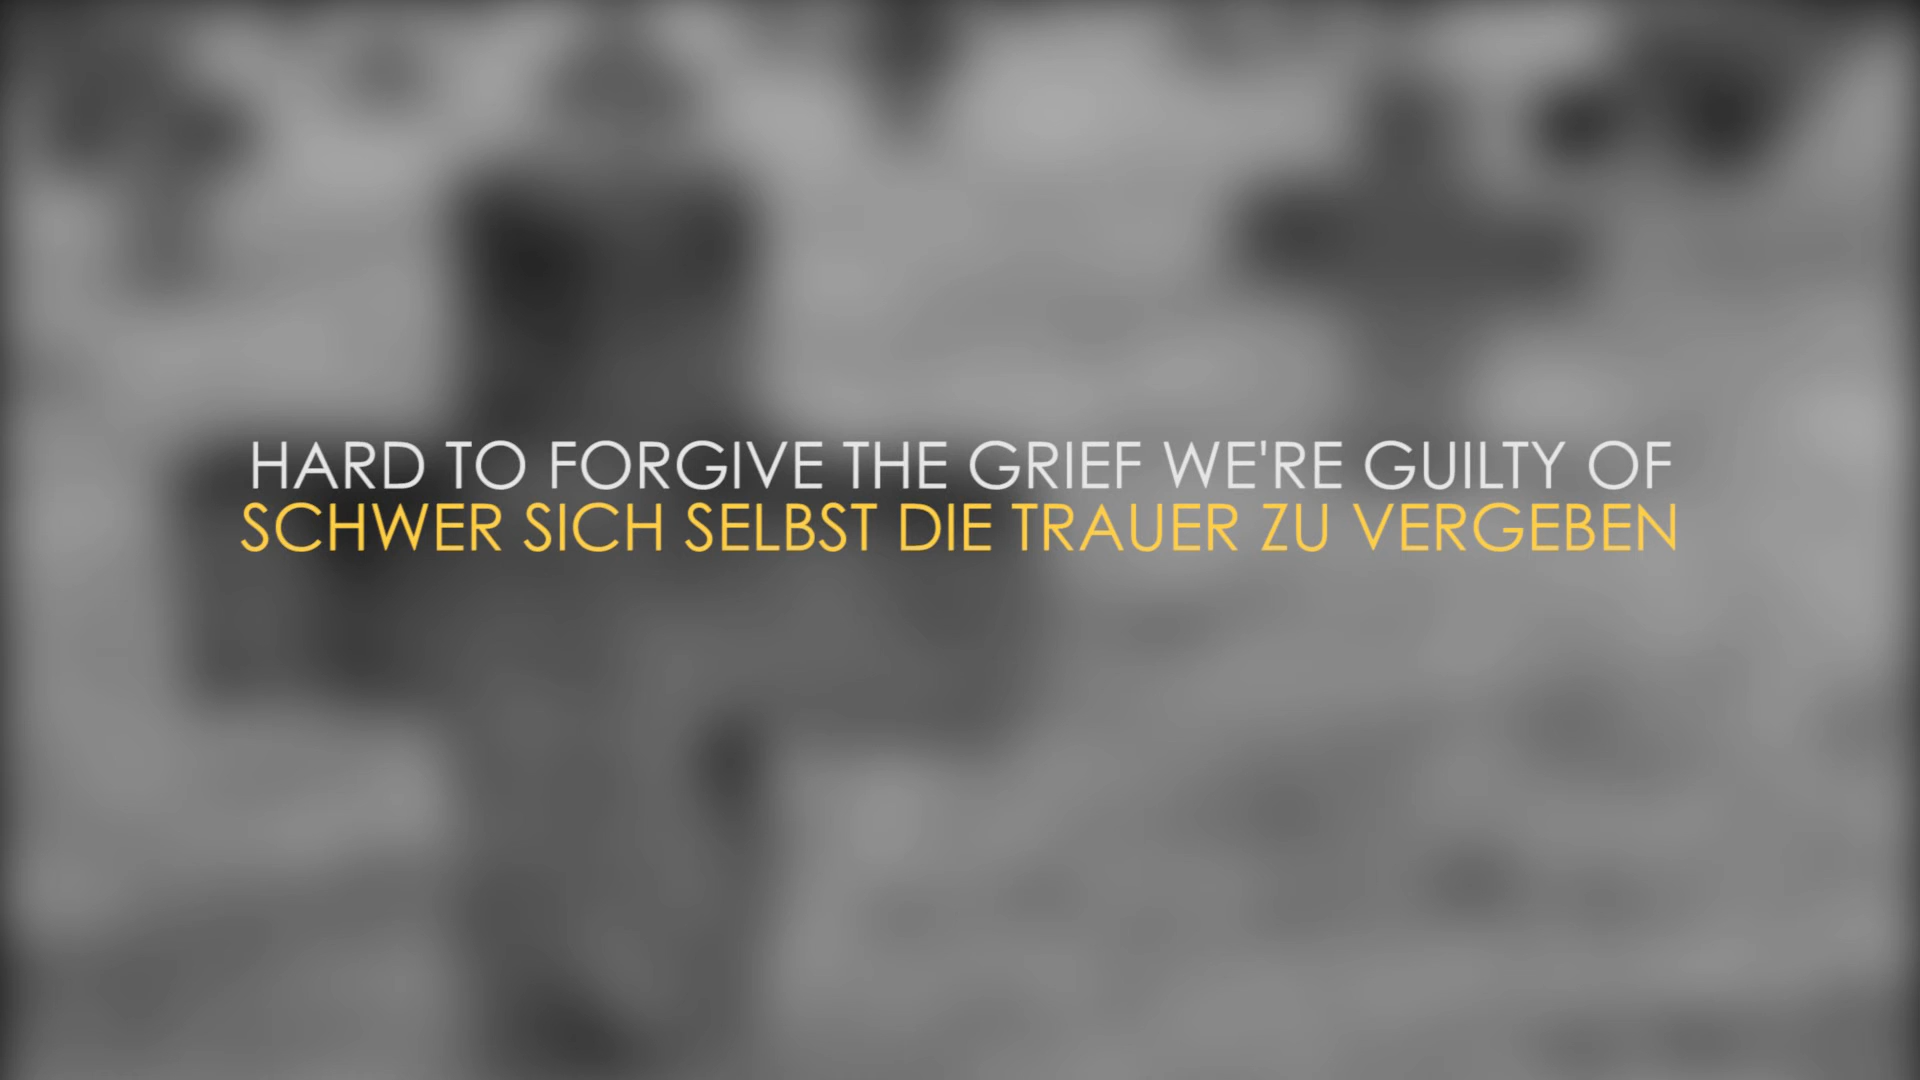 HARD TO FORGIVE THE GRIEF WE'RE GUILTY OF
SCHWER SICH SELBST DIE TRAUER ZU VERGEBEN